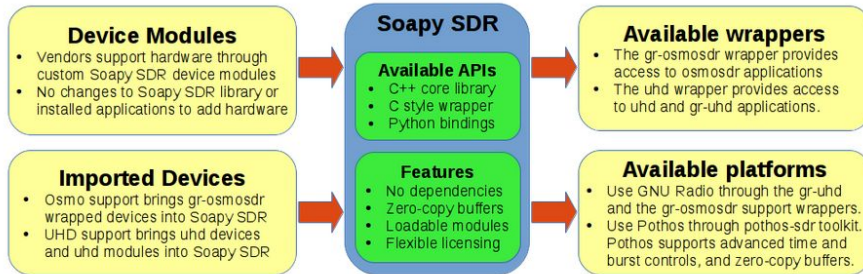 Device Modules
• Vendors support hardware through
custom Soapy SDR device modules
• No changes to Soapy SDR library or
installed applications to add hardware
Imported Devices
• Osmo support brings gr-osmosdr
wrapped devices into Soapy SDR
• UHD support brings uhd devices
and uhd modules into Soapy SDR
Soapy SDR
Available APIs
• C++ core library
• C style wrapper
• Python bindings
Features
• No dependencies
• Zero-copy buffers
• Loadable modules
• Flexible licensing
Available wrappers
• The gr-osmosdr wrapper provides
access to osmosdr applications
• The uhd wrapper provides access
to uhd and gr-uhd applications.
Available platforms
• Use GNU Radio through the gr-uhd
and the gr-osmosdr support wrappers.
• Use Pothos through pothos-sdr toolkit.
Pothos supports advanced time and
burst controls, and zero-copy buffers.